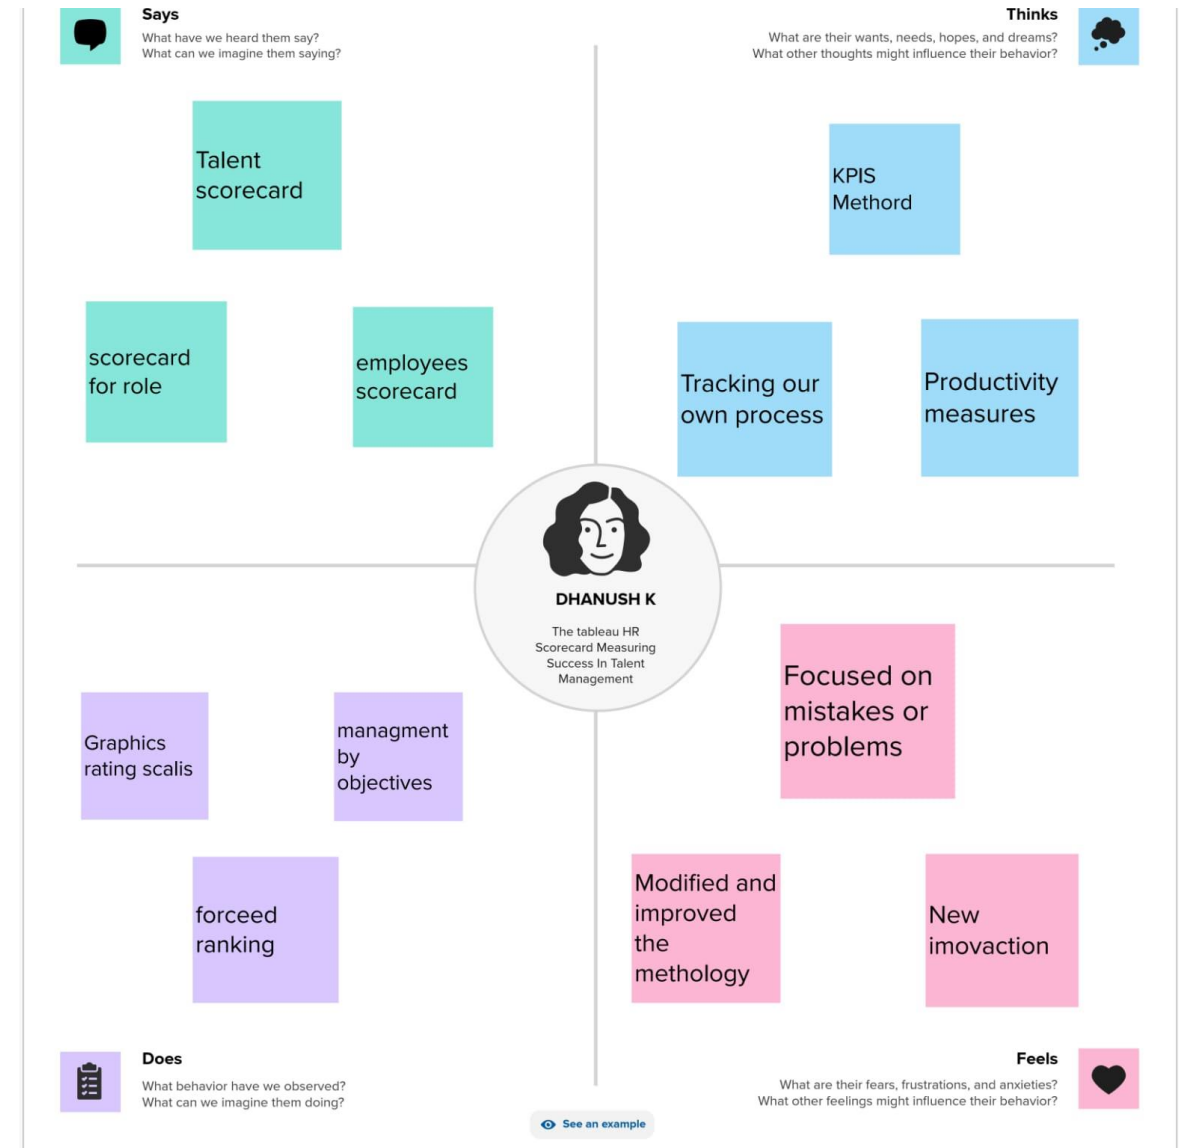 Says
What have we heard them say?
What can we imagine them saying?
Thinks
What are their wants, needs, hopes, and dreams?
What other thoughts might influence their behavior?
Talent
scorecard
KPIS
Methord
scorecard
for role
employees
scorecard
Tracking our
own process
Productivity
measures
DHANUSH K
The tableau HR
Scorecard Measuring
Success In Talent
Management
Graphics
rating scalis
managment
by
objectives
forceed
ranking
Focused on
mistakes or
problems
Modified and
improved
the
methology
New
imovaction
Does
What behavior have we observed?
What can we imagine them doing?
Feels
What are their fears, frustrations, and anxieties?
What other feelings might influence their behavior?
See an example